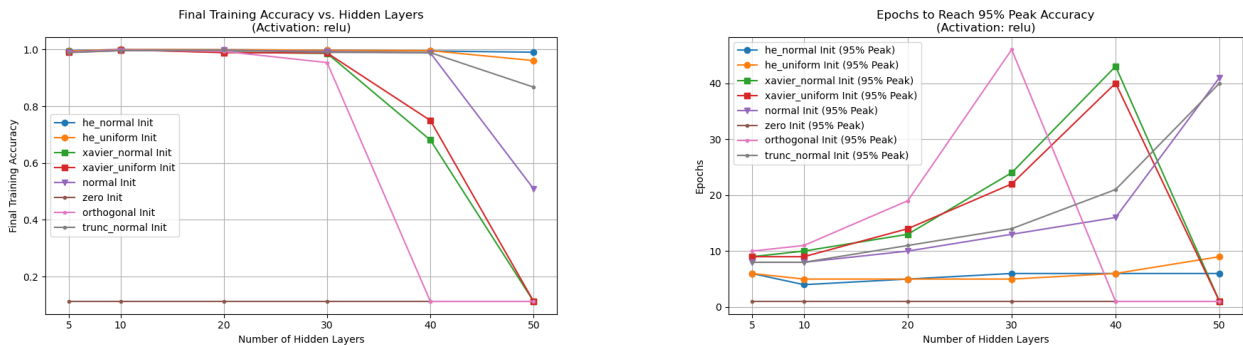 Final Training Accuracy vs. Hidden Layers
(Activation: relu)
Final Training Accuracy
1.0
0.8
0.6
0.4
0.2
he_normal Init
he_uniform Init
xavier_normal Init
xavier_uniform Init
normal Init
zero Init
orthogonal Init
trunc_normal Init
5 10 20 30 40 50
Number of Hidden Layers
Epochs to Reach 95% Peak Accuracy
(Activation: relu)
Epochs
40
30
20
10
0
he_normal Init (95% Peak)
he_uniform Init (95% Peak)
xavier_normal Init (95% Peak)
xavier_uniform Init (95% Peak)
normal Init (95% Peak)
zero Init (95% Peak)
orthogonal Init (95% Peak)
trunc_normal Init (95% Peak)
5 10 20 30 40 50
Number of Hidden Layers